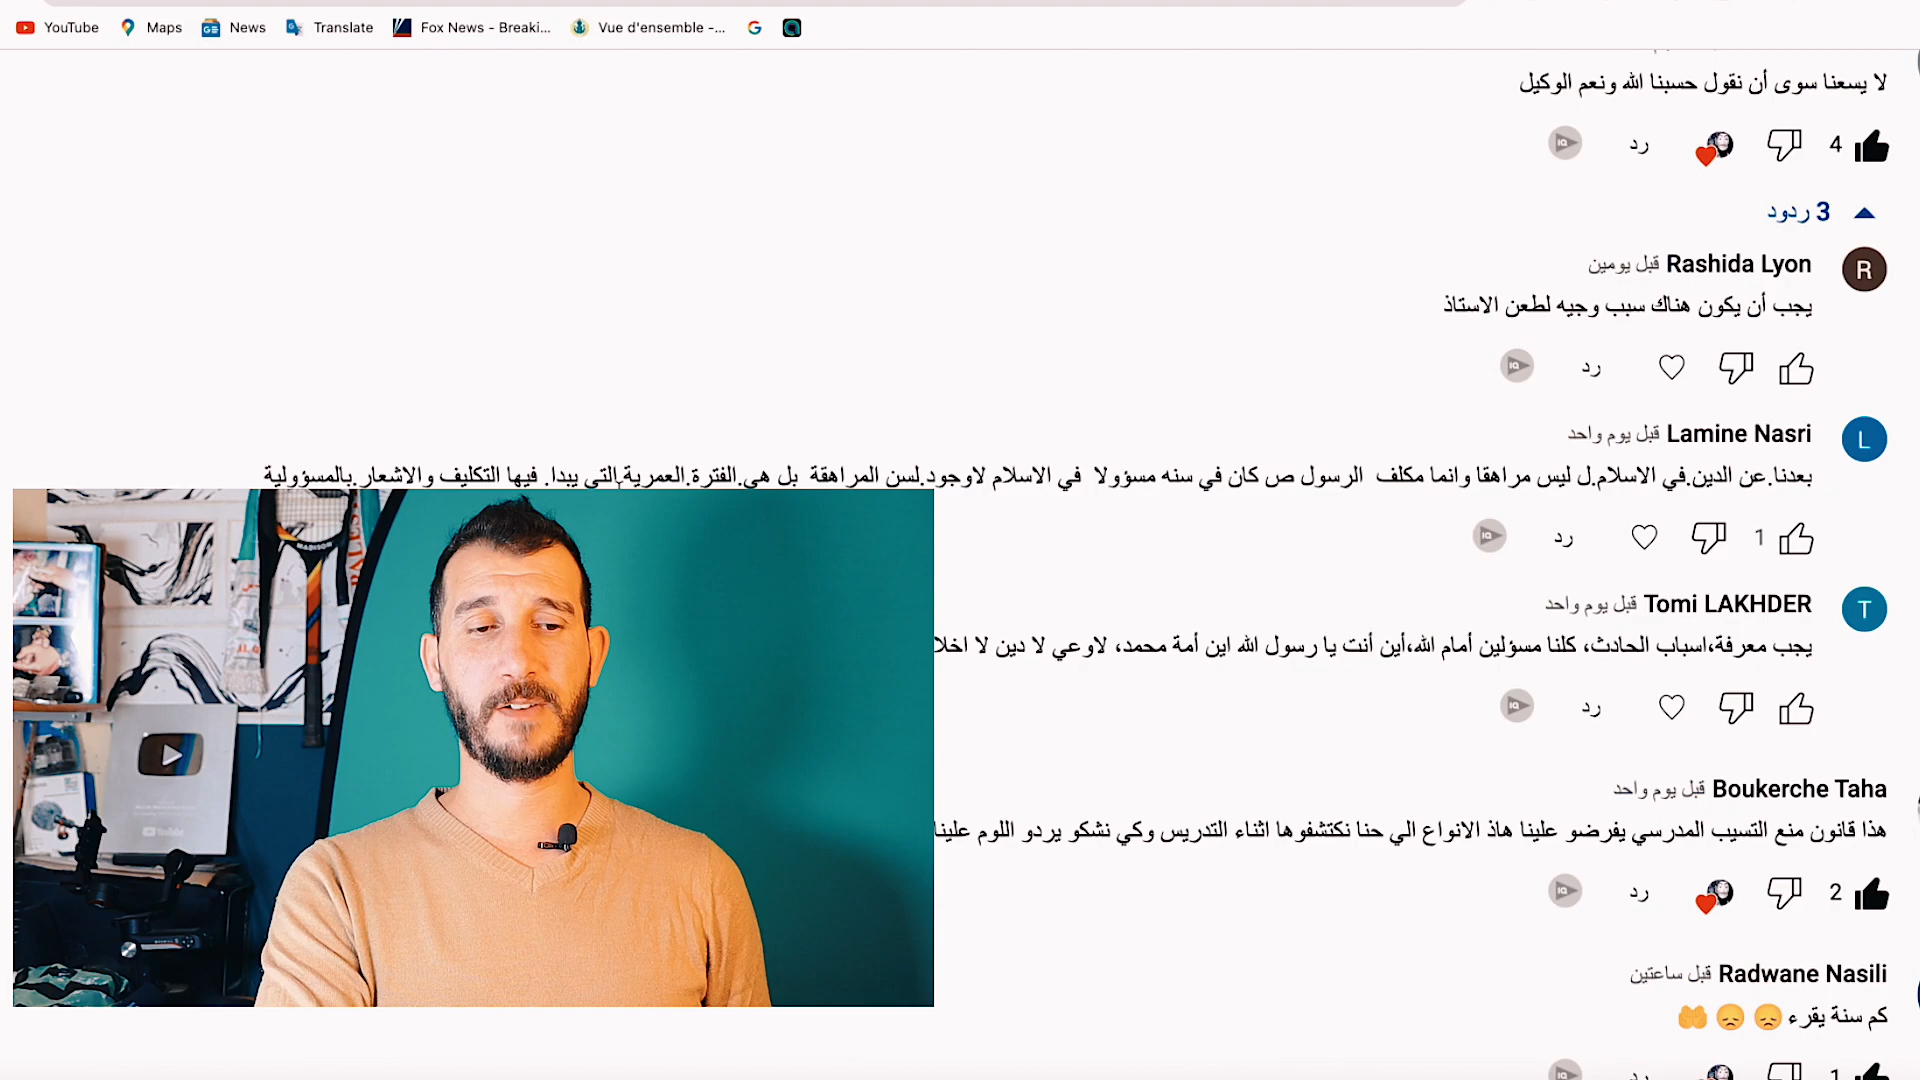 YouTube Maps News Translate Fox News - Breaki... Vue d'ensemble -...
لا يسعنا سوى أن نقول حسبنا الله ونعم الوكيل
4 رد
3 ردود
Rashida Lyon قبل يومين
يجب أن يكون هناك سبب وجيه لطعن الاستاذ
رد
Lamine Nasri قبل يوم واحد
بعدنا.عن الدين.في الاسلام.ل ليس مراهقا وانما مكلف الرسول ص كان في سنه مسؤولا في الاسلام لاوجود.لسن المراهقة بل هي.الفترة.العمرية.التي يبدا. فيها التكليف والاشعار.بالمسؤولية
1 رد
Tomi LAKHDER قبل يوم واحد
يجب معرفة،اسباب الحادث، كلنا مسؤلين أمام الله،أين أنت يا رسول الله اين أمة محمد، لاوعي لا دين لا
رد
Boukerche Taha قبل يوم واحد
هذا قانون منع التسيب المدرسي يفرضو علينا هاذ الانواع الي حنا نكتشفوها اثناء التدريس وكي نشكو يردو اللوم علينا
2 رد
Radwane Nasili قبل ساعتين
كم سنة يقرء 😞 😞 🤲
1 رد
MADISON
YouTube